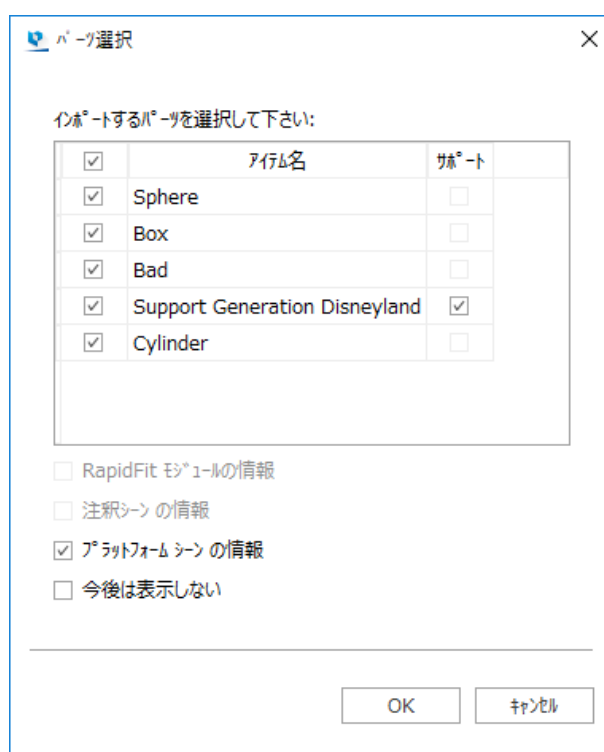 ﾊﾟｰﾂ選択
ｲﾝﾎﾟｰﾄするﾊﾟｰﾂを選択して下さい:
ｱｲﾃﾑ名 ｻﾎﾟｰﾄ
Sphere
Box
Bad
Support Generation Disneyland
Cylinder
RapidFit ﾓｼﾞｭｰﾙの情報
注釈ｼｰﾝ の情報
ﾌﾟﾗｯﾄﾌｫｰﾑ ｼｰﾝ の情報
今後は表示しない
OK ｷｬﾝｾﾙ